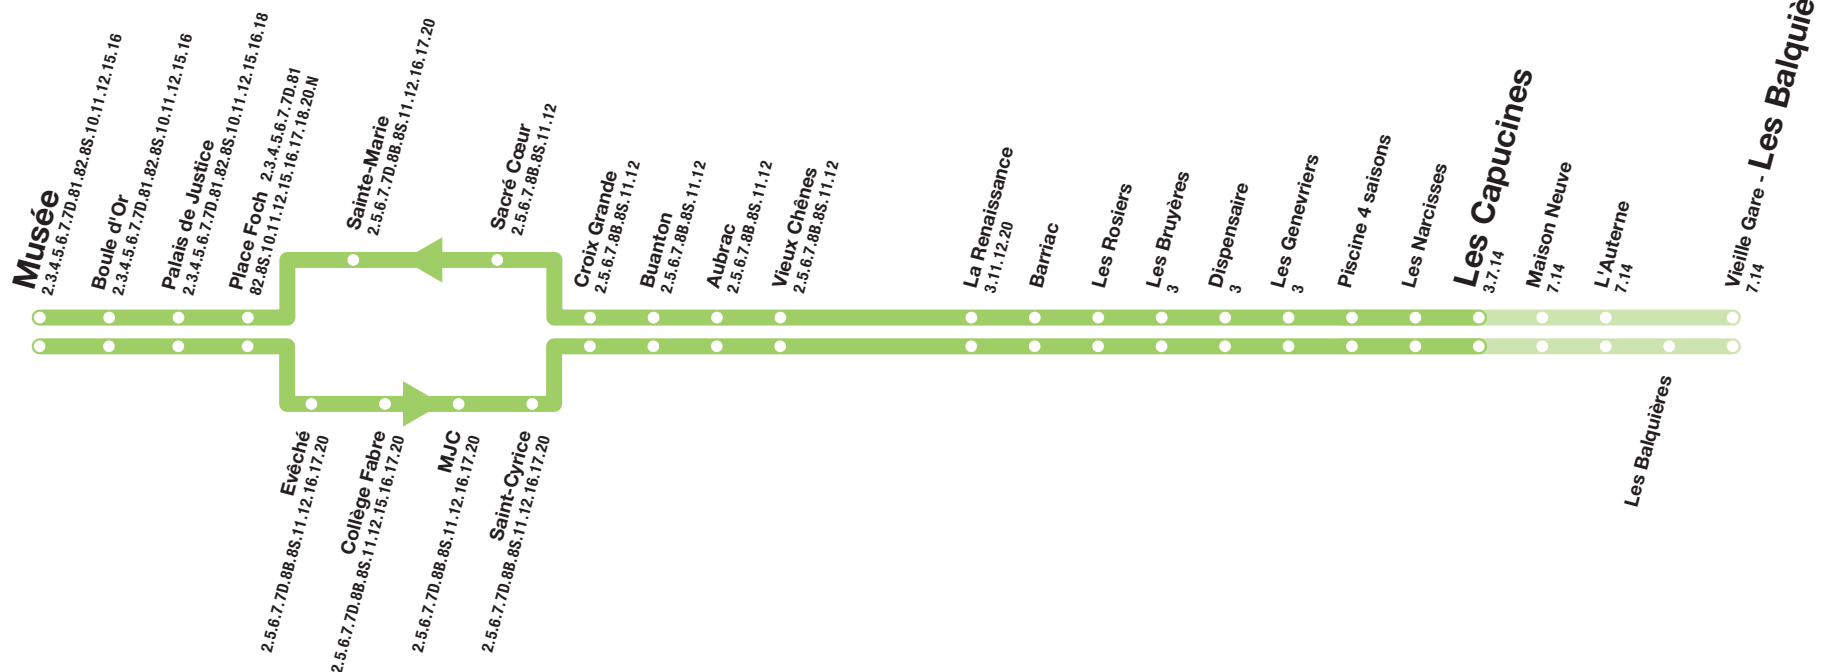 Musée
2.3.4.5.6.7.7D.81.82.8S.10.11.12.15.16
Boule d'Or
2.3.4.5.6.7.7D.81.82.8S.10.11.12.15.16
Palais de Justice
2.3.4.5.6.7.7D.81.82.8S.10.11.12.15.16.18
Place Foch 2.3.4.5.6.7.7D.81
82.8S.10.11.12.15.16.17.18.20.N
Sainte-Marie
2.5.6.7.7D.8B.8S.11.12.16.17.20
Sacré Cœur
2.5.6.7.8B.8S.11.12
Croix Grande
2.5.6.7.8B.8S.11.12
Buanton
2.5.6.7.8B.8S.11.12
Aubrac
2.5.6.7.8B.8S.11.12
Vieux Chênes
2.5.6.7.8B.8S.11.12
La Renaissance
3.11.12.20
Barriac
Les Rosiers
Les Bruyères
3
Dispensaire
3
Les Genevriers
3
Piscine 4 saisons
Les Narcisses
Les Capucines
3.7.14
Maison Neuve
7.14
L'Auterne
7.14
Vieille Gare - Les Balquiè
7.14
Evêché
2.5.6.7.7D.8B.8S.11.12.16.17.20
Collège Fabre
2.5.6.7.7D.8B.8S.11.12.15.16.17.20
MJC
2.5.6.7.7D.8B.8S.11.12.16.17.20
Saint-Cyrice
2.5.6.7.7D.8B.8S.11.12.16.17.20
Les Balquières